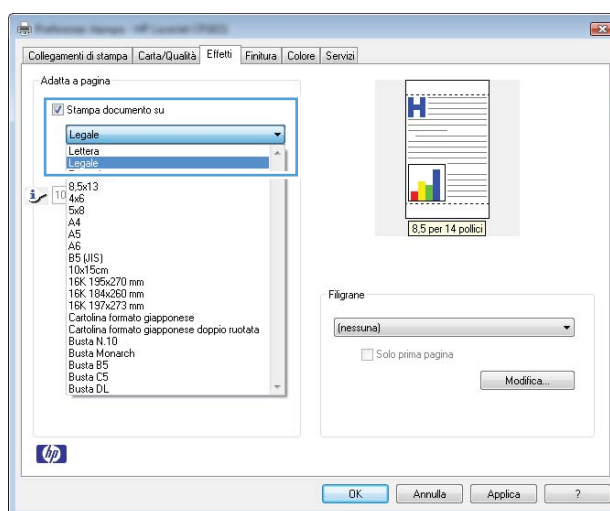 Collegamenti di stampa
Carta/Qualità
Effetti
Finitura
Colore
Servizi
Adatta a pagina
Stampa documento su
Legale
Lettera
Legale
10
8,5x13
4x6
5x8
A4
A5
A6
B5 (JIS)
10x15cm
16K 195x270 mm
16K 184x260 mm
16K 197x273 mm
Cartolina formato giapponese
Cartolina formato giapponese doppio ruotata
Busta N.10
Busta Monarch
Busta B5
Busta C5
Busta DL
H
8,5 per 14 pollici
Filigrane
(nessuna)
Solo prima pagina
Modifica...
hp
OK
Annulla
Applica
?